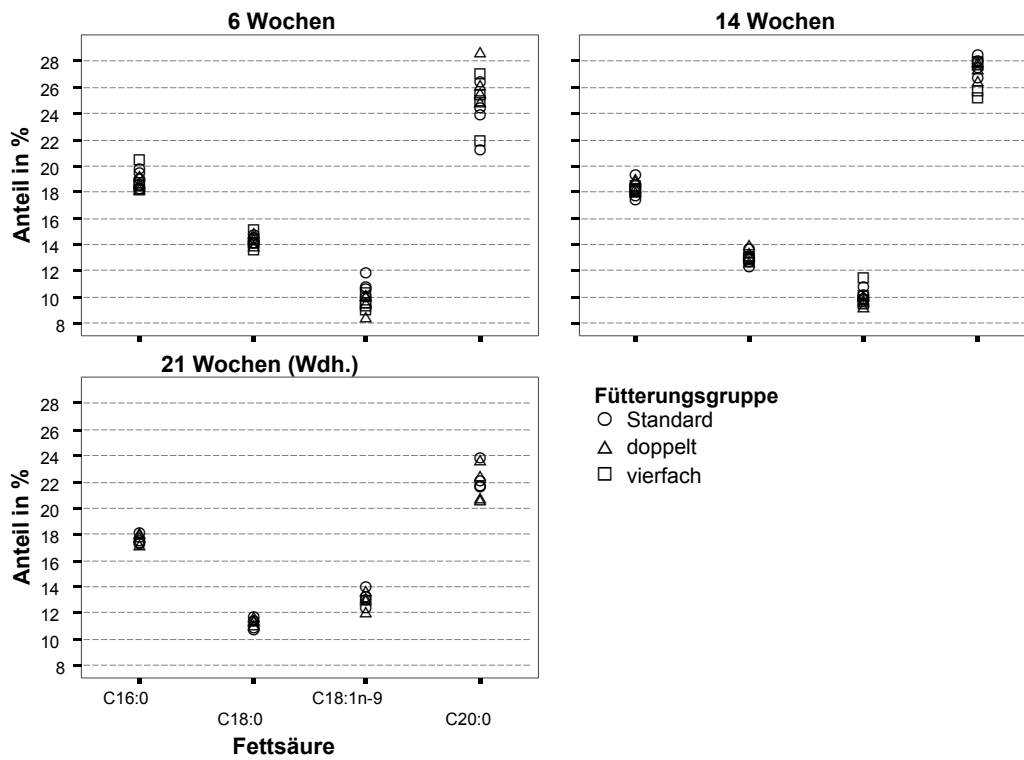 6 Wochen
14 Wochen
Anteil in %
28
26
24
22
20
18
16
14
12
10
8
21 Wochen (Wdh.)
Anteil in %
28
26
24
22
20
18
16
14
12
10
8
C16:0
C18:0
C18:1n-9
C20:0
Fettsäure
Fütterungsgruppe
Standard
doppelt
vierfach